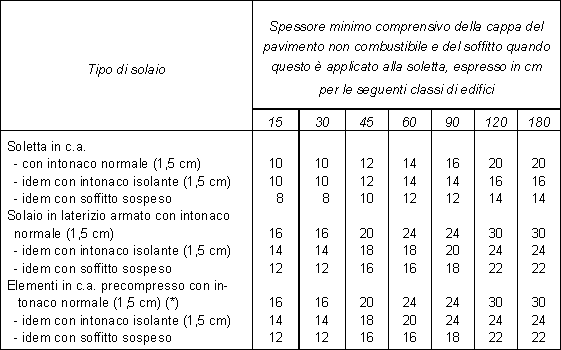 Tipo di solaio
Spessore minimo comprensivo della cappa del
pavimento non combustibile e del soffitto quando
questo è applicato alla soletta, espresso in cm
per le seguenti classi di edifici
15 30 45 60 90 120 180
Soletta in c.a.
- con intonaco normale (1,5 cm) 10 10 12 14 16 20 20
- idem con intonaco isolante (1,5 cm) 10 10 12 14 14 16 16
- idem con soffitto sospeso 8 8 10 12 12 14 14
Solaio in laterizio armato con intonaco
normale (1,5 cm) 16 16 20 24 24 30 30
- idem con intonaco isolante (1,5 cm) 14 14 18 18 20 24 24
- idem con soffitto sospeso 12 12 16 16 18 22 22
Elementi in c.a. precompresso con in-
tonaco normale (1,5 cm) (*) 16 16 20 24 24 30 30
- idem con intonaco isolante (1,5 cm) 14 14 18 20 24 24 24
- idem con soffitto sospeso 12 12 16 16 18 22 22